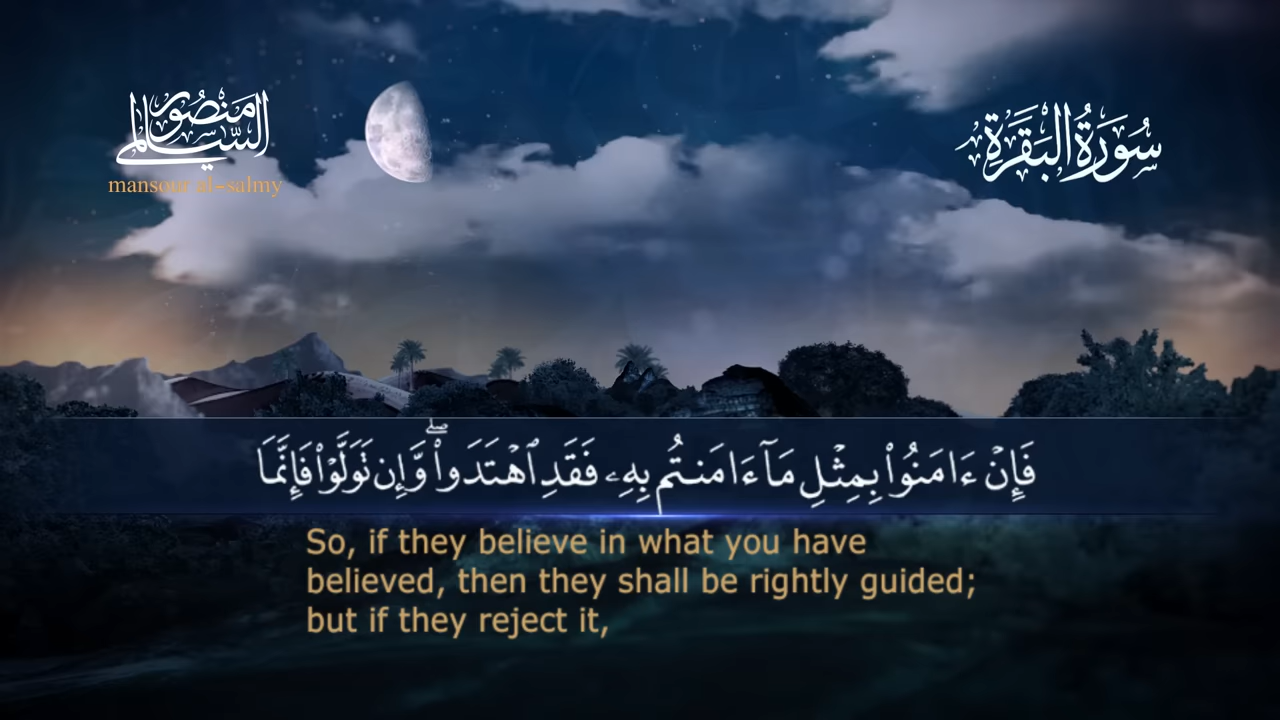 منصور السالمي
mansour al-salmy
سُورَةُ البَقَرَةِ
فَإِنۡ ءَامَنُواْ بِمِثۡلِ مَآ ءَامَنتُم بِهِۦ فَقَدِ ٱهۡتَدَواْۖ وَّإِن تَوَلَّوۡاْ فَإِنَّمَا
So, if they believe in what you have
believed, then they shall be rightly guided;
but if they reject it,